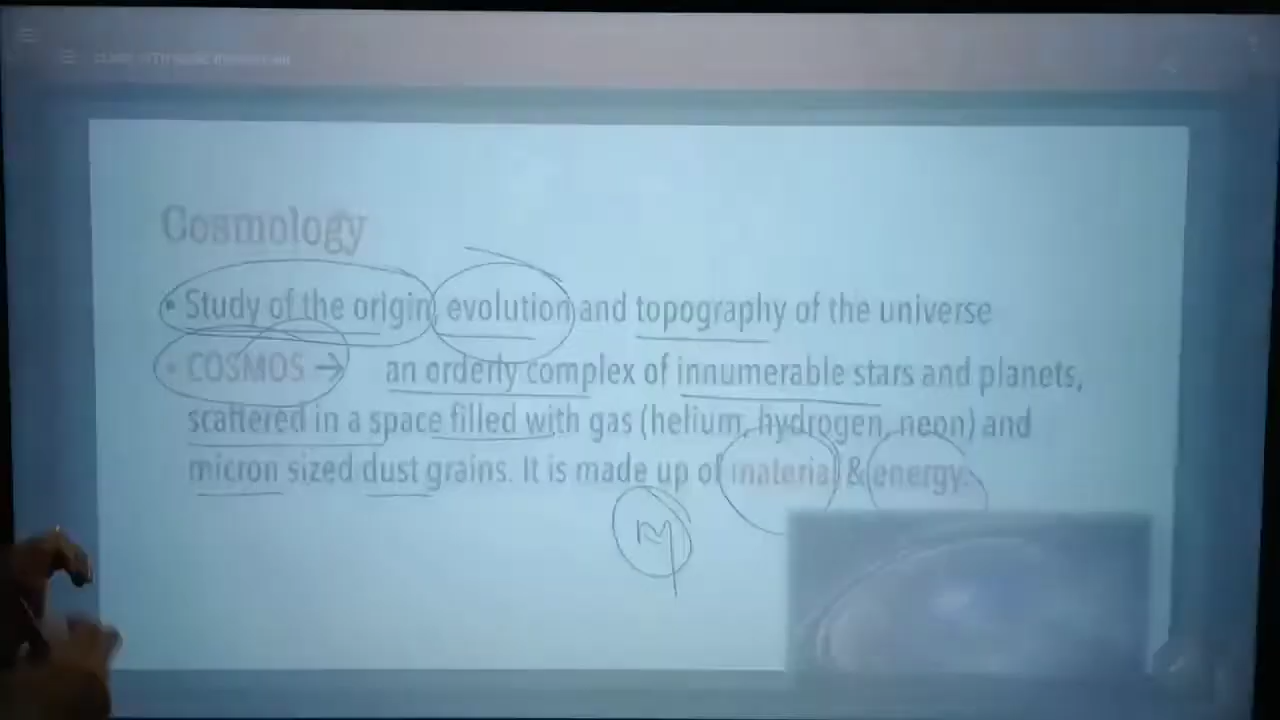 Cosmology
• Study of the origin, evolution and topography of the universe
• COSMOS → an orderly complex of innumerable stars and planets,
scattered in a space filled with gas (helium, hydrogen, neon) and
micron sized dust grains. It is made up of material & energy.
M